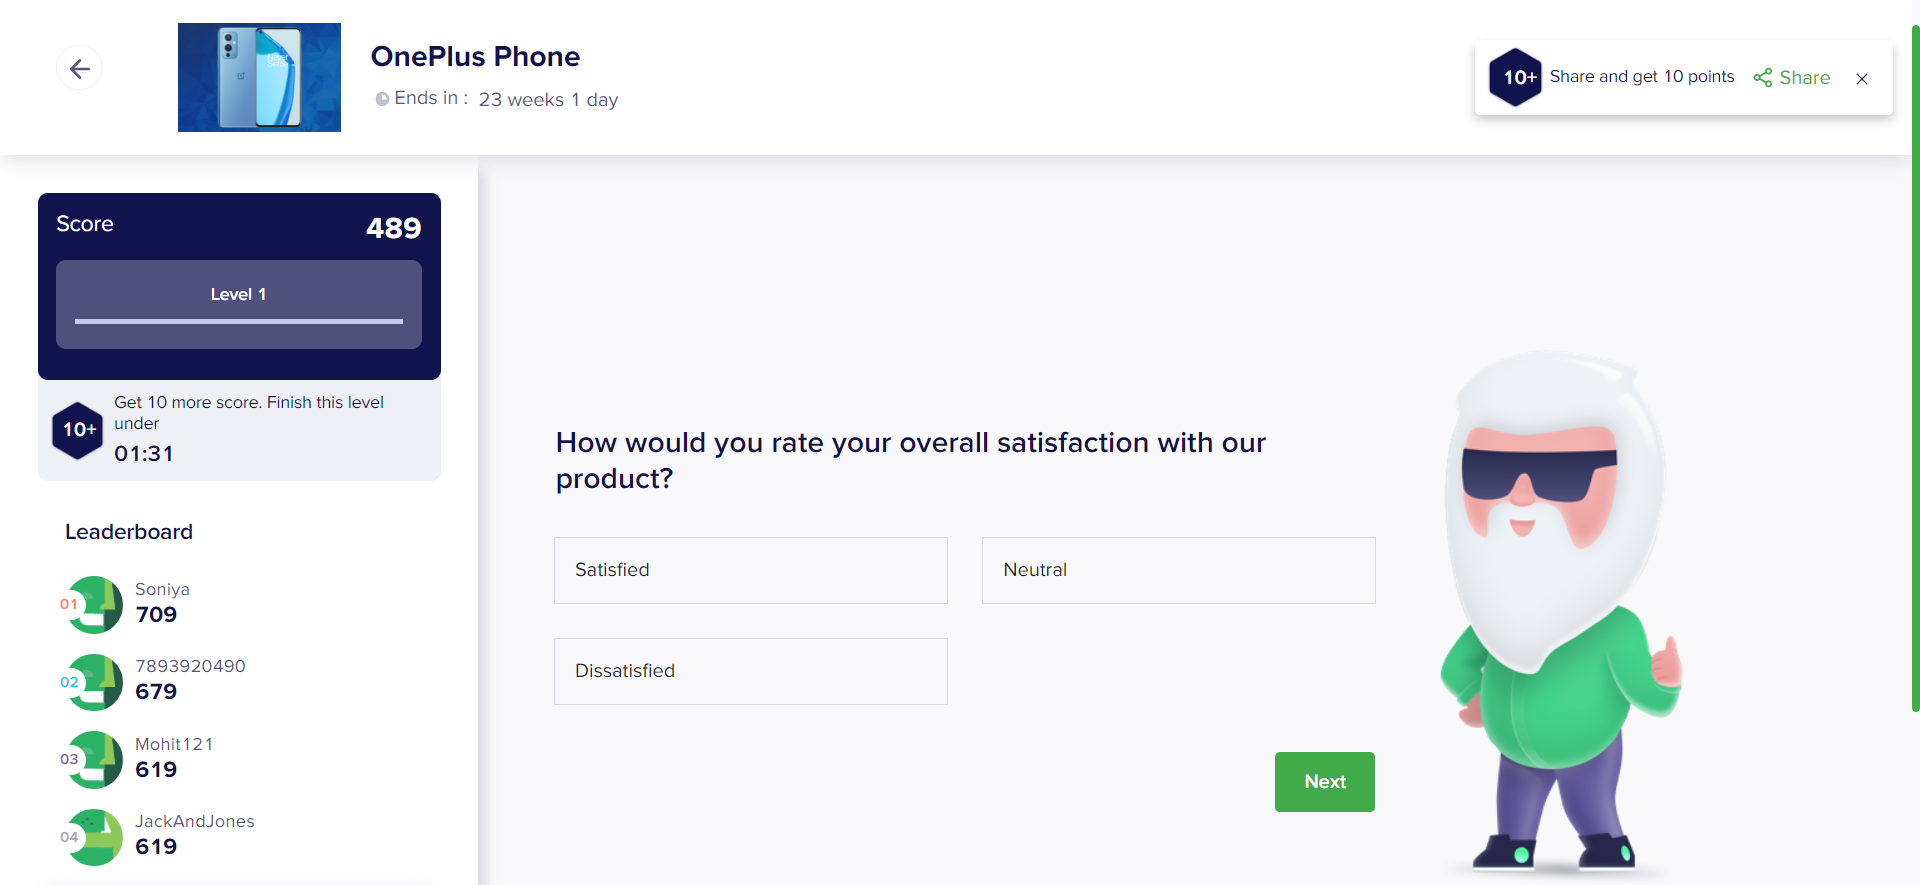 OnePlus Phone
Ends in : 23 weeks 1 day
10+ Share and get 10 points Share
Score 489
Level 1
Get 10 more score. Finish this level
under
10+
01:31
Leaderboard
01 Soniya
709
02 7893920490
679
03 Mohit121
619
04 JackAndJones
619
How would you rate your overall satisfaction with our
product?
Satisfied
Neutral
Dissatisfied
Next